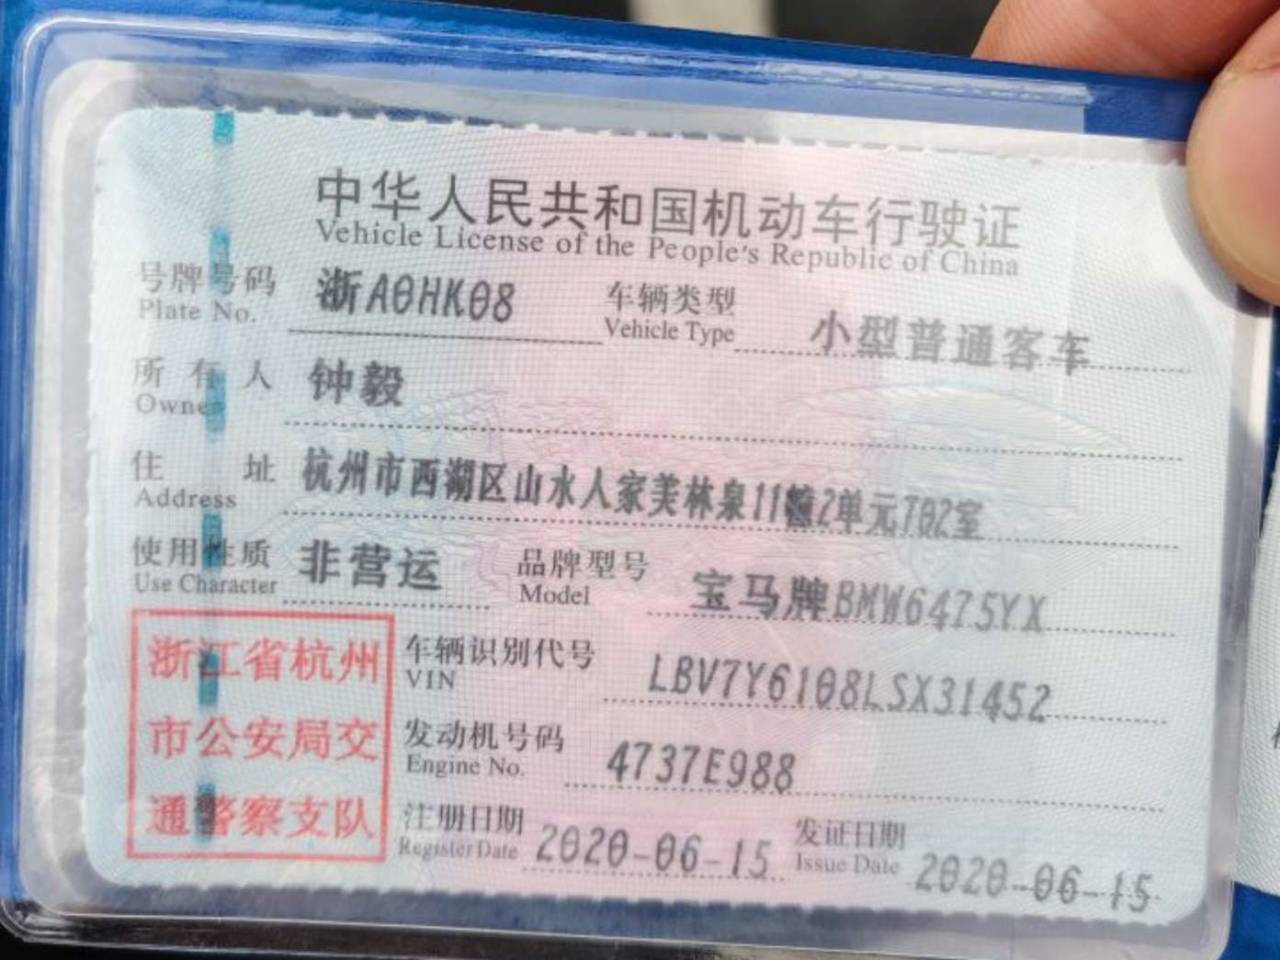 中华人民共和国机动车行驶证
Vehicle License of the People's Republic of China
号牌号码 浙A0HK08 车辆类型 小型普通客车
Plate No. Vehicle Type
所有人 钟毅
Owner
住址 杭州市西湖区山水人家美林泉11幢2单元702室
Address
使用性质 非营运 品牌型号 宝马牌BMW6475YX
Use Character Model
浙江省杭州
市公安局交
通警察支队
车辆识别代号 LBV7Y6108LSX31452
VIN
发动机号码 4737E988
Engine No.
注册日期 2020-06-15 发证日期 2020-06-15
Register Date Issue Date